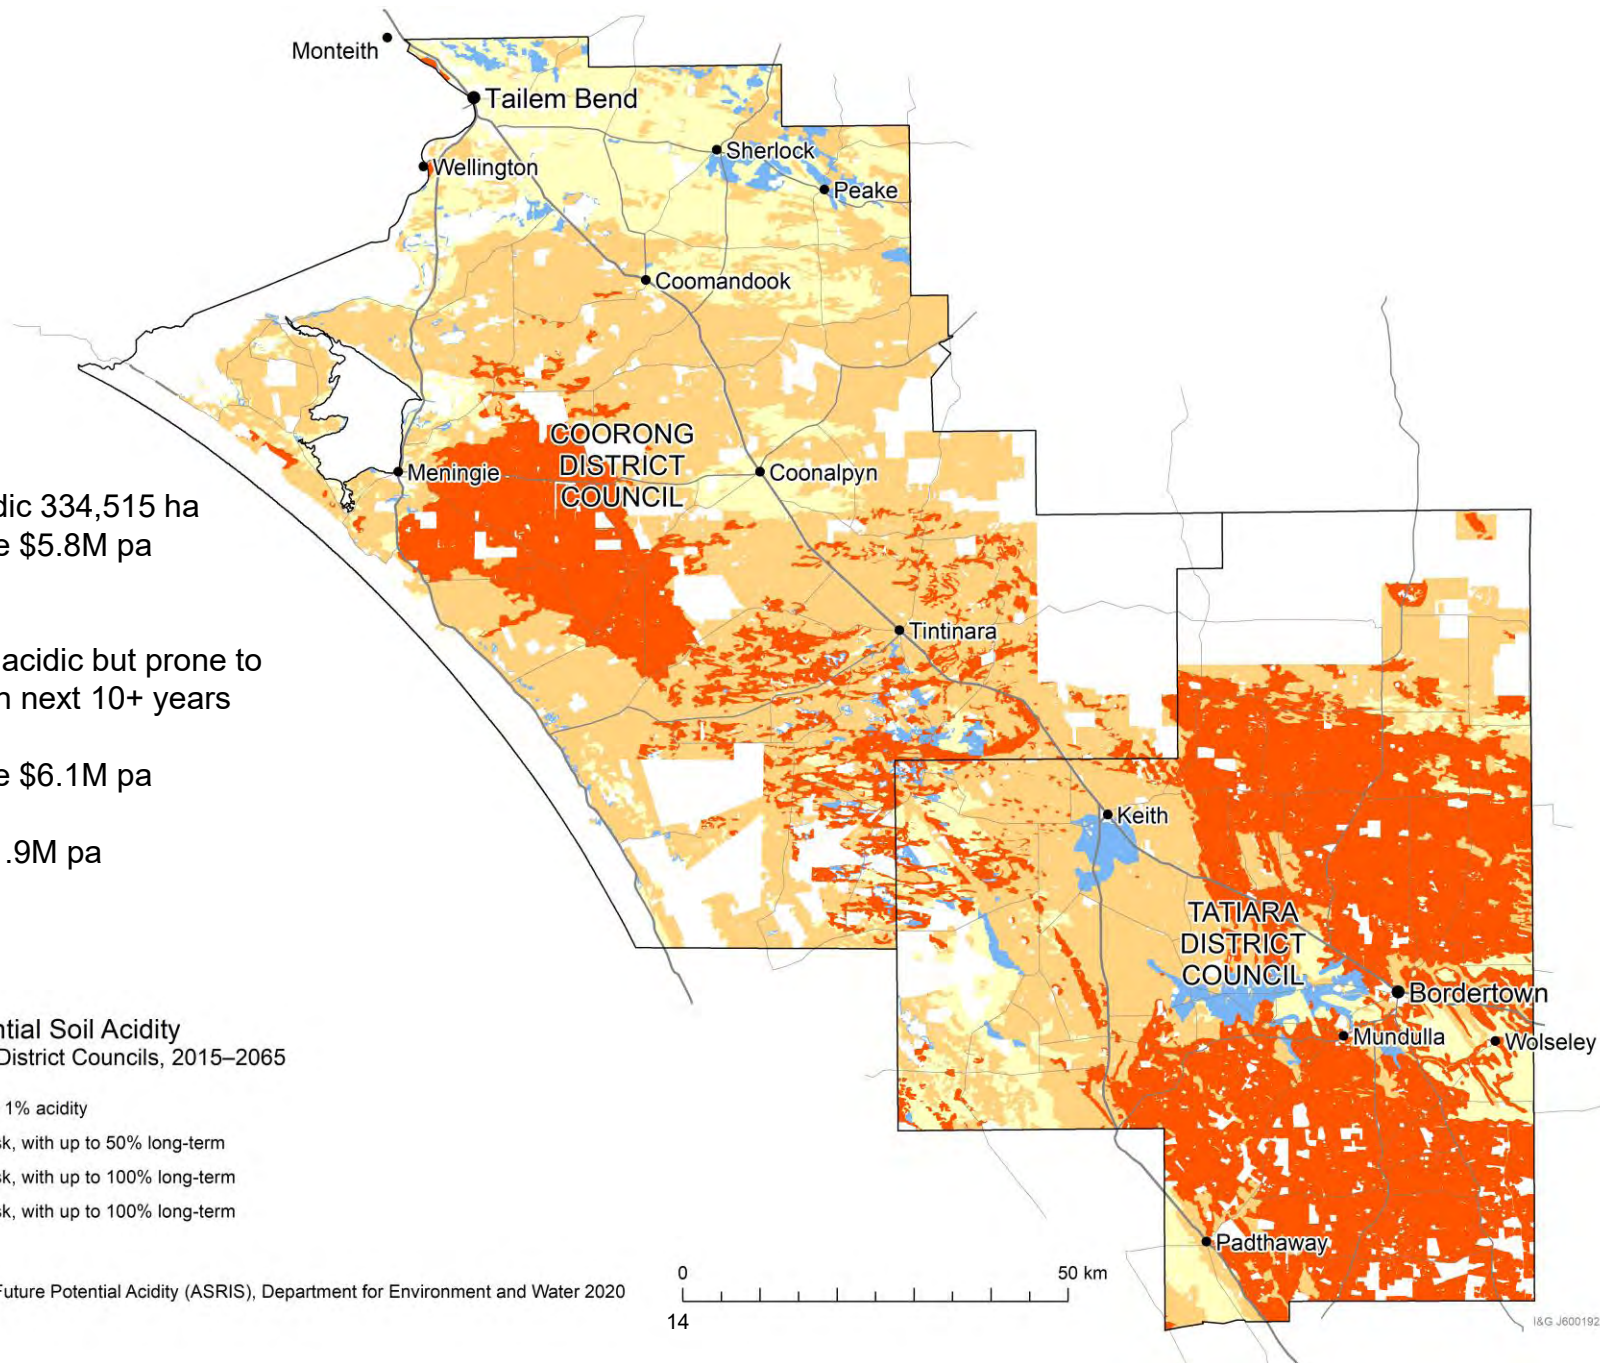 Monteith
Tailem Bend
Sherlock
Wellington
Peake
Coomandook
COORONG
DISTRICT
COUNCIL
Meningie
Coonalpyn
dic 334,515 ha
e $5.8M pa
Tintinara
acidic but prone to
n next 10+ years
e $6.1M pa
Keith
.9M pa
TATIARA
DISTRICT
COUNCIL
Bordertown
Mundulla
Wolseley
ntial Soil Acidity
District Councils, 2015–2065
1% acidity
sk, with up to 50% long-term
sk, with up to 100% long-term
sk, with up to 100% long-term
Padthaway
Future Potential Acidity (ASRIS), Department for Environment and Water 2020
0 50 km
14
I&G J600192